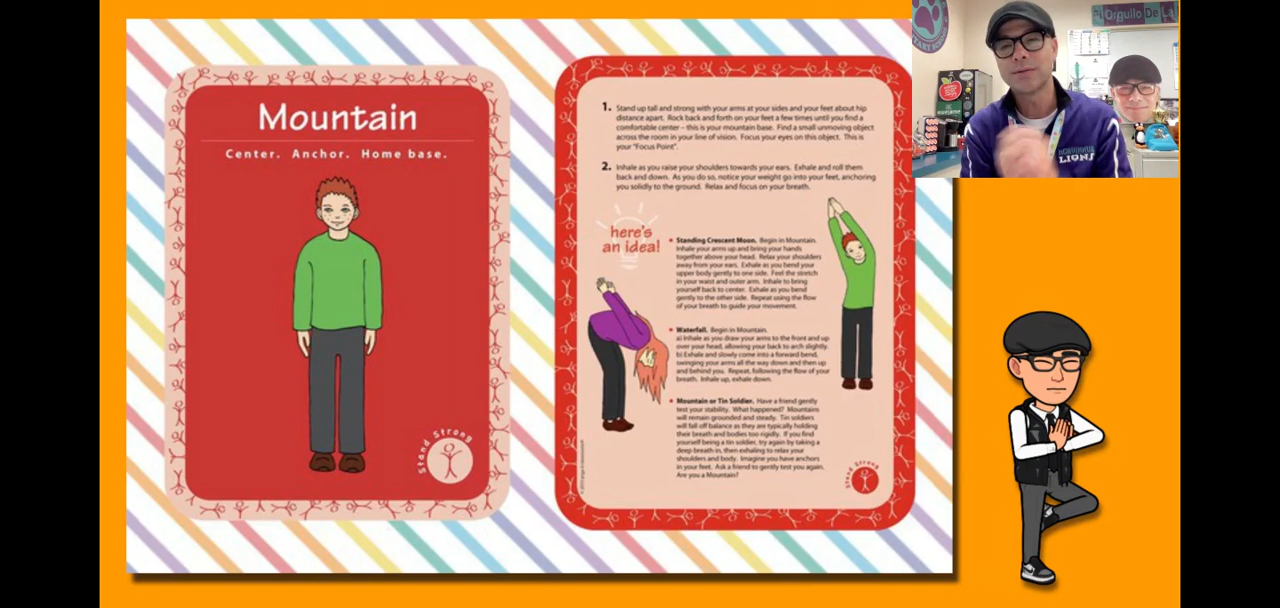 Mountain
Center. Anchor. Home base.
Stand Strong
1. Stand up tall and strong with your arms at your sides and your feet about hip
distance apart. Rock back and forth on your feet a few times until you find a
comfortable center – this is your mountain base. Find a small unmoving object
across the room in your line of vision. Focus your eyes on this object. This is
your "Focus Point".
2. Inhale as you raise your shoulders towards your ears. Exhale and roll them
back and down. As you do so, notice your weight go into your feet, anchoring
you solidly to the ground. Relax and focus on your breath.
here's
an idea!
• Standing Crescent Moon. Begin in Mountain.
Inhale your arms up and bring your hands
together above your head. Relax your shoulders
away from your ears. Exhale as you bend your
upper body gently to one side. Feel the stretch
in your waist and outer arm. Inhale to bring
yourself back to center. Exhale as you bend
gently to the other side. Repeat using the flow
of your breath to guide your movement.
• Waterfall. Begin in Mountain.
a) Inhale as you draw your arms to the front and up
over your head, allowing your back to arch slightly.
b) Exhale and slowly come into a forward bend,
swinging your arms all the way down and then up
and behind you. Repeat, following the flow of your
breath. Inhale up, exhale down.
• Mountain or Tin Soldier. Have a friend gently
test your stability. What happened? Mountains
will remain grounded and steady. Tin soldiers
will fall off balance as they are typically holding
their breath and bodies too rigidly. If you find
yourself being a tin soldier, try again by taking a
deep breath in, then exhaling to relax your
shoulders and body. Imagine you have anchors
in your feet. Ask a friend to gently test you again.
Are you a Mountain?
Stand Strong
Orgullo De La
LIONS